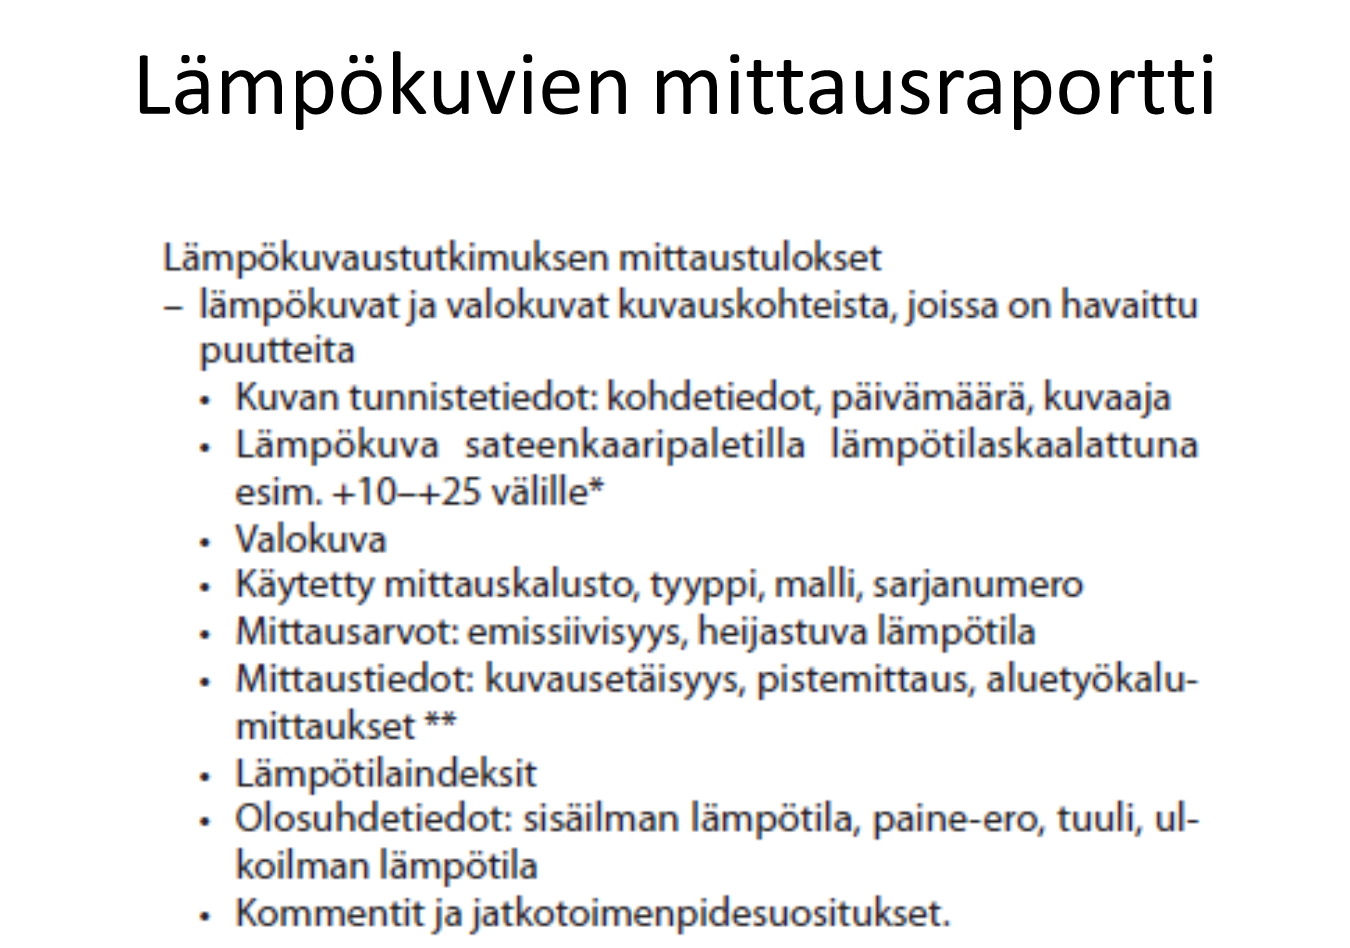 Lämpökuvien mittausraportti
Lämpökuvaustutkimuksen mittaustulokset
– lämpökuvat ja valokuvat kuvauskohteista, joissa on havaittu
puutteita
• Kuvan tunnistetiedot: kohdetiedot, päivämäärä, kuvaaja
• Lämpökuva sateenkaaripaletilla lämpötilaskaalattuna
esim. +10–+25 välille*
• Valokuva
• Käytetty mittauskalusto, tyyppi, malli, sarjanumero
• Mittausarvot: emissiivisyys, heijastuva lämpötila
• Mittaustiedot: kuvausetäisyys, pistemittaus, aluetyökalu-
mittaukset **
• Lämpötilaindeksit
• Olosuhdetiedot: sisäilman lämpötila, paine-ero, tuuli, ul-
koilman lämpötila
• Kommentit ja jatkotoimenpidesuositukset.